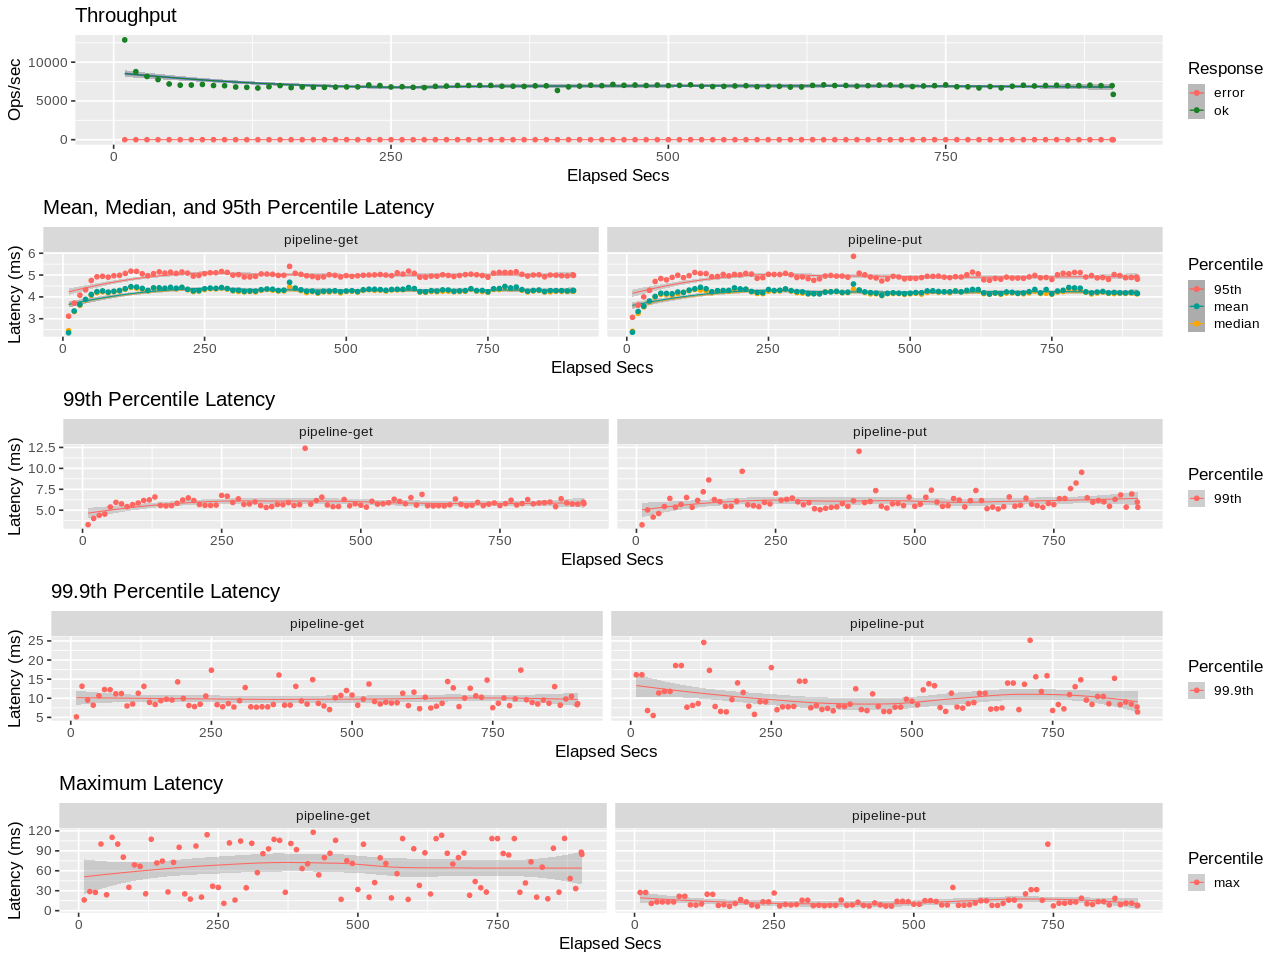 Throughput
Ops/sec
10000
5000
0
0 250 500 750
Elapsed Secs
Response
error
ok
Mean, Median, and 95th Percentile Latency
pipeline-get pipeline-put
Latency (ms)
6
5
4
3
0 250 500 750 0 250 500 750
Elapsed Secs
Percentile
95th
mean
median
99th Percentile Latency
pipeline-get pipeline-put
Latency (ms)
12.5
10.0
7.5
5.0
0 250 500 750 0 250 500 750
Elapsed Secs
Percentile
99th
99.9th Percentile Latency
pipeline-get pipeline-put
Latency (ms)
25
20
15
10
5
0 250 500 750 0 250 500 750
Elapsed Secs
Percentile
99.9th
Maximum Latency
pipeline-get pipeline-put
Latency (ms)
120
90
60
30
0
0 250 500 750 0 250 500 750
Elapsed Secs
Percentile
max